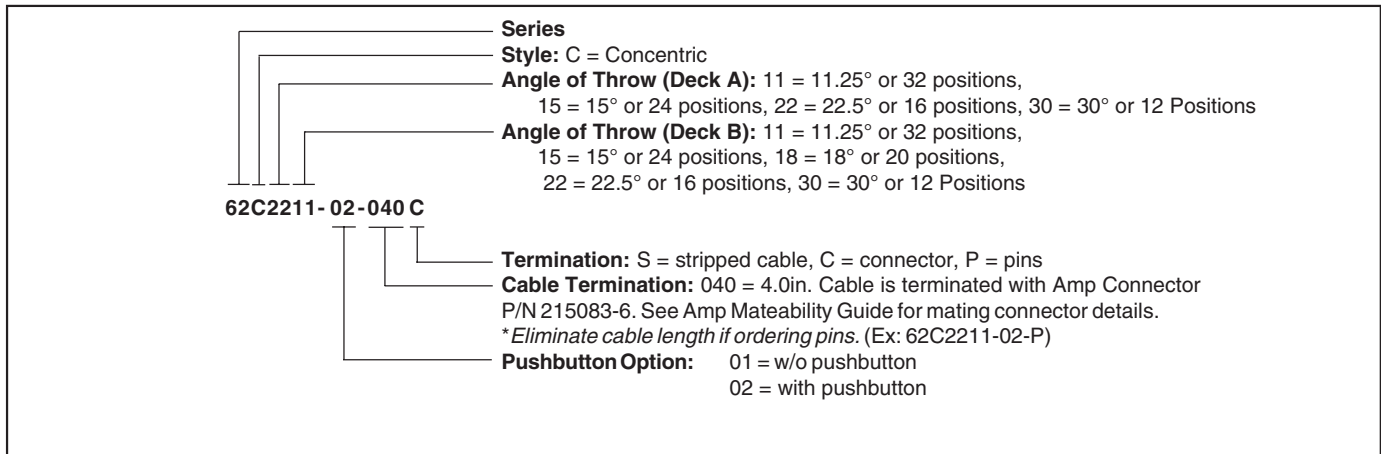 Series
Style: C = Concentric
Angle of Throw (Deck A): 11 = 11.25° or 32 positions,
15 = 15° or 24 positions, 22 = 22.5° or 16 positions, 30 = 30° or 12 Positions
Angle of Throw (Deck B): 11 = 11.25° or 32 positions,
15 = 15° or 24 positions, 18 = 18° or 20 positions,
22 = 22.5° or 16 positions, 30 = 30° or 12 Positions
62C2211-02-040 C
Termination: S = stripped cable, C = connector, P = pins
Cable Termination: 040 = 4.0in. Cable is terminated with Amp Connector
P/N 215083-6. See Amp Mateability Guide for mating connector details.
*Eliminate cable length if ordering pins. (Ex: 62C2211-02-P)
Pushbutton Option: 01 = w/o pushbutton
02 = with pushbutton